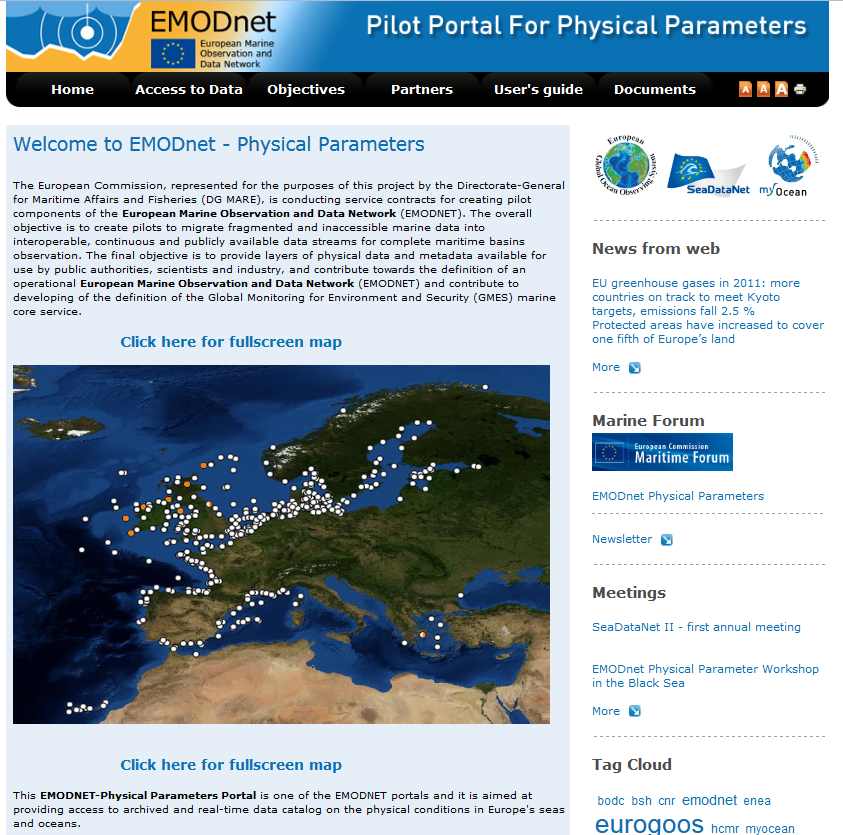 EMODnet
European Marine
Observation and
Data Network
Pilot Portal For Physical Parameters
Home
Access to Data
Objectives
Partners
User's guide
Documents
A A A
Welcome to EMODnet - Physical Parameters
The European Commission, represented for the purposes of this project by the Directorate-General
for Maritime Affairs and Fisheries (DG MARE), is conducting service contracts for creating pilot
components of the European Marine Observation and Data Network (EMODNET). The overall
objective is to create pilots to migrate fragmented and inaccessible marine data into
interoperable, continuous and publicly available data streams for complete maritime basins
observation. The final objective is to provide layers of physical data and metadata available for
use by public authorities, scientists and industry, and contribute towards the definition of an
operational European Marine Observation and Data Network (EMODNET) and contribute to
developing of the definition of the Global Monitoring for Environment and Security (GMES) marine
core service.
Click here for fullscreen map
Click here for fullscreen map
This EMODNET-Physical Parameters Portal is one of the EMODNET portals and it is aimed at
providing access to archived and real-time data catalog on the physical conditions in Europe's seas
and oceans.
European
Global Ocean Observing System
SeaDataNet
myOcean
News from web
EU greenhouse gases in 2011: more
countries on track to meet Kyoto
targets, emissions fall 2.5 %
Protected areas have increased to cover
one fifth of Europe’s land
More
Marine Forum
European Commission
Maritime Forum
EMODnet Physical Parameters
Newsletter
Meetings
SeaDataNet II - first annual meeting
EMODnet Physical Parameter Workshop
in the Black Sea
More
Tag Cloud
bodc bsh cnr emodnet enea
eurogoos hcmr myocean